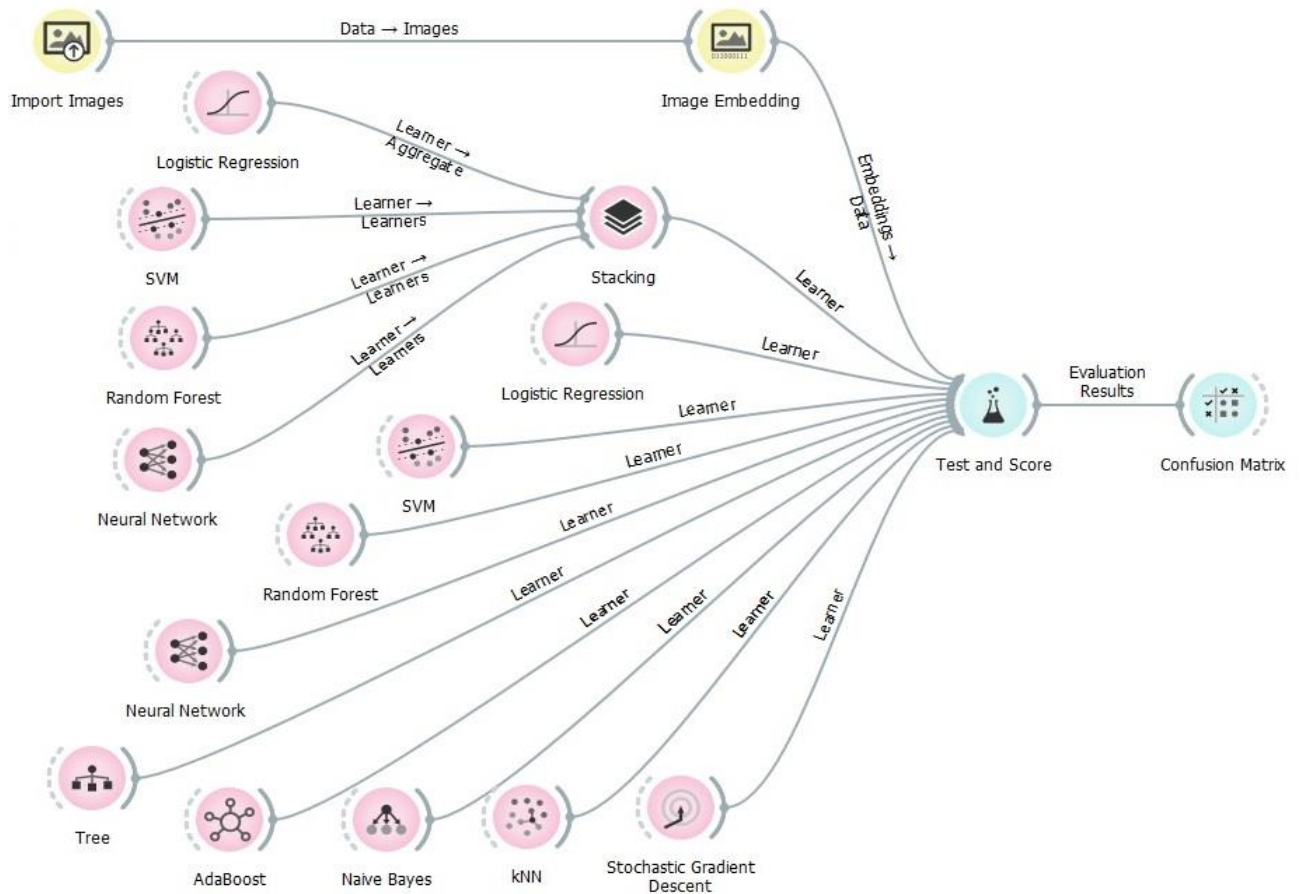 Data → Images
Import Images
Image Embedding
Logistic Regression
Learner →
Aggregate
Embeddings →
Data
SVM
Learner →
Learners
Stacking
Random Forest
Learner →
Learners
Neural Network
Learner →
Learners
Learner
Logistic Regression
Learner
SVM
Learner
Random Forest
Learner
Neural Network
Learner
Tree
Learner
AdaBoost
Learner
Naive Bayes
Learner
kNN
Learner
Stochastic Gradient
Descent
Learner
Test and Score
Evaluation
Results
Confusion Matrix